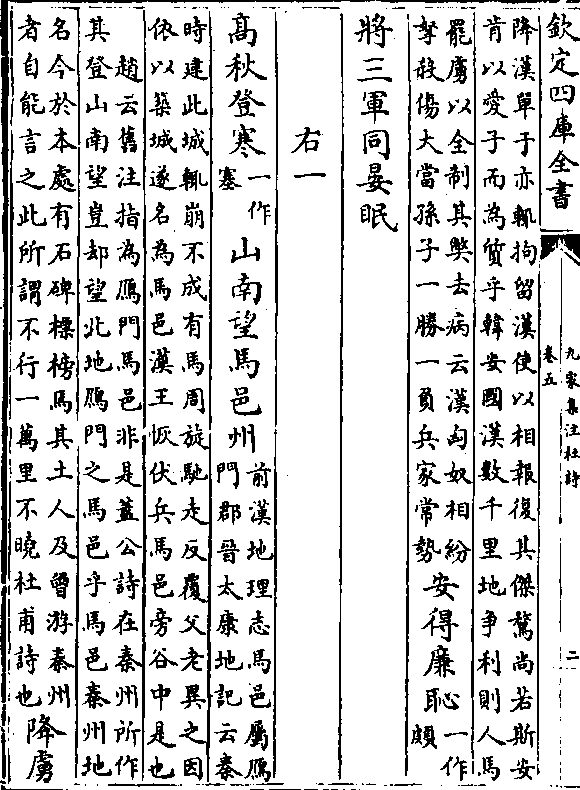 欽定四庫全書
九家集注杜詩
卷五
二
降漢單于亦輒拘留漢使以相報復其傑驁尚若斯安
肯以愛子而為質乎韓安國漢數千里地争利則人馬
罷虜以全制其獘去病云漢匈奴相紛
拏殺傷大當孫子一勝一負兵家常勢
安得廉恥
一作
頗
將三軍同晏眠
右一
高秋登寒
一作
塞
山南望馬邑州
前漢地理志馬邑屬鴈
門郡晉太康地記云秦
時建此城輒崩不成有馬周旋馳走反覆父老異之因
依以築城遂名為馬邑漢王恢伏兵馬邑旁谷中是也
趙云舊注指為鴈門馬邑非是蓋公詩在秦州所作
其登山南望豈却望北地鴈門之馬邑乎馬邑秦州地
名今於本處有石碑標榜馬其土人及曾游秦州
者自能言之此所謂不行一萬里不曉杜甫詩也
降虜